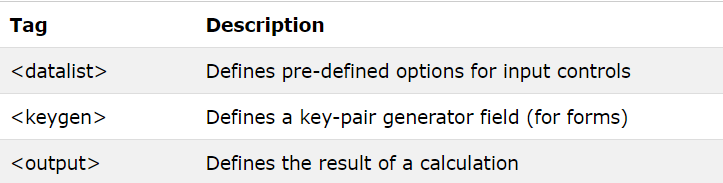 Tag Description
<datalist> Defines pre-defined options for input controls
<keygen> Defines a key-pair generator field (for forms)
<output> Defines the result of a calculation